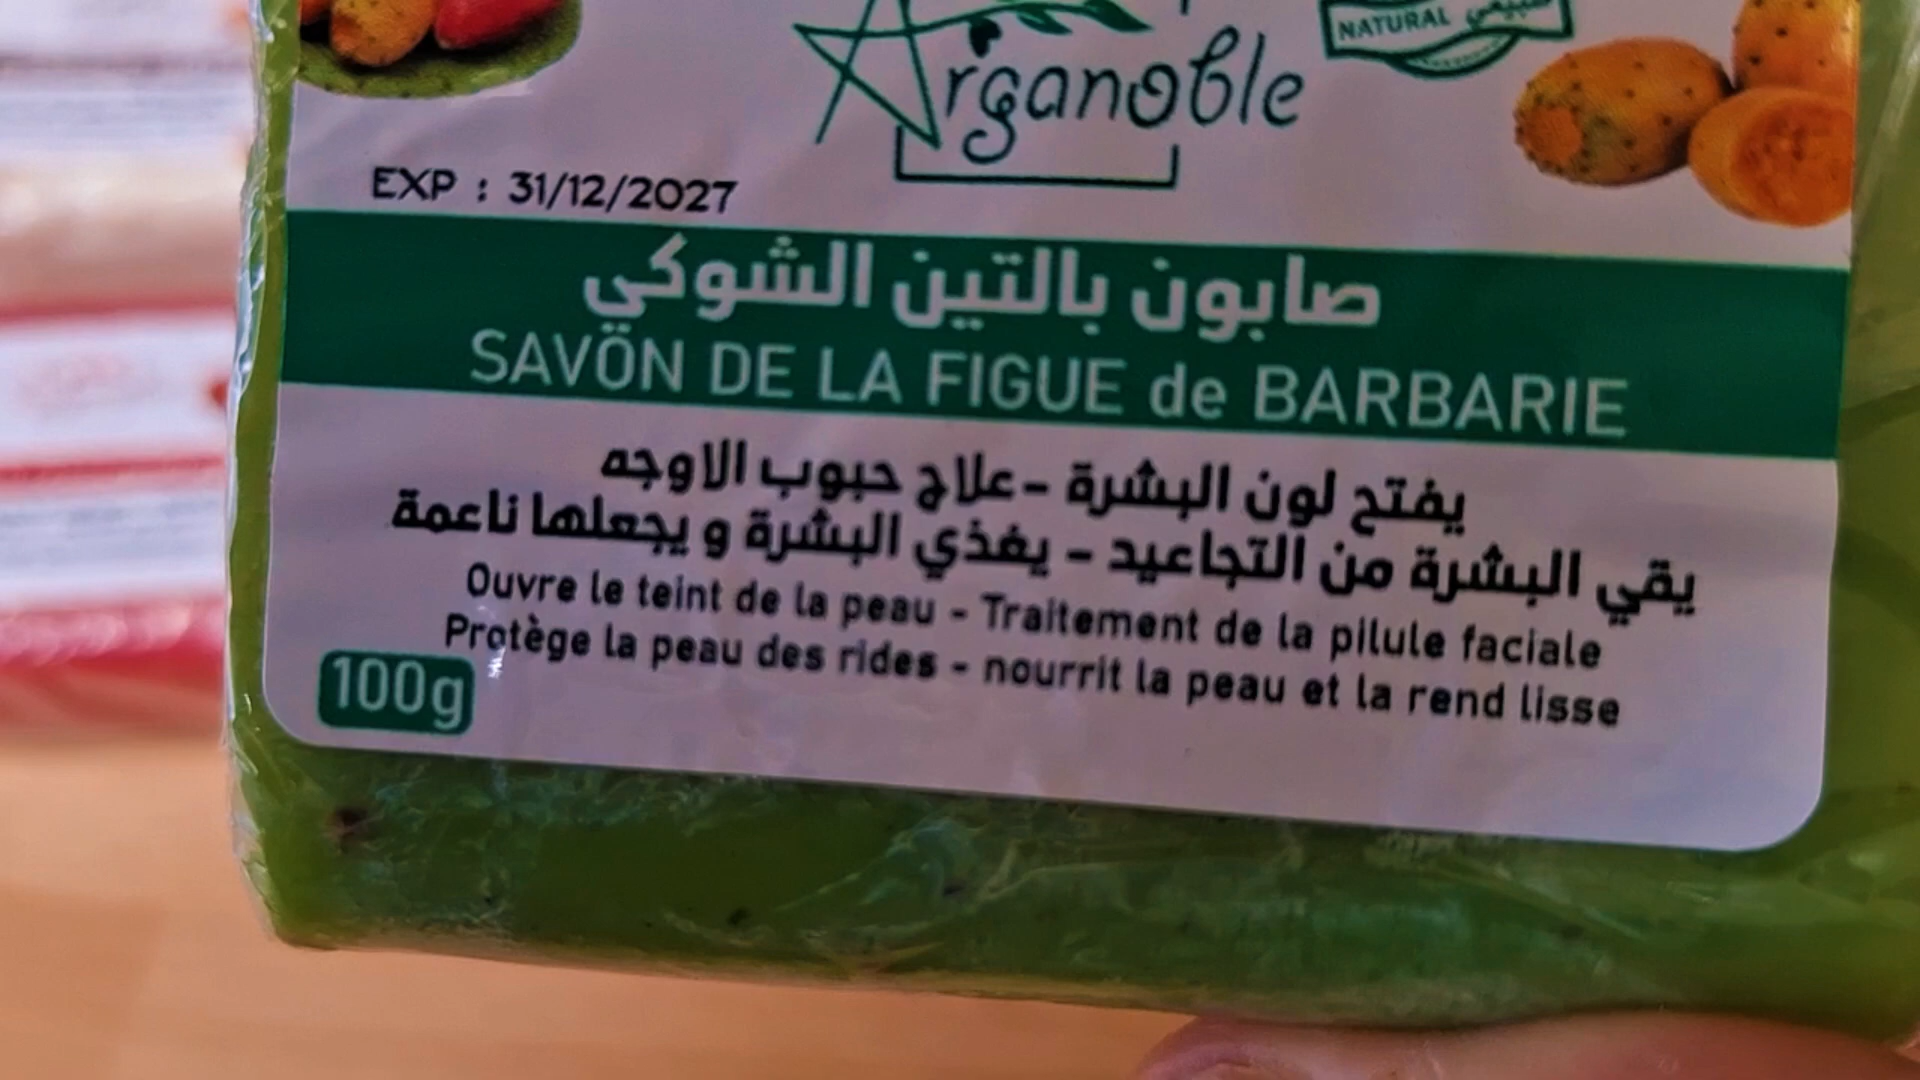 Arganoble
NATURAL طبيعي
EXP : 31/12/2027
صابون بالتين الشوكي
SAVÖN DE LA FIGUE de BARBARIE
يفتح لون البشرة - علاج حبوب الاوجه
يقي البشرة من التجاعيد - يغذي البشرة و يجعلها ناعمة
Ouvre le teint de la peau - Traitement de la pilule faciale
Protège la peau des rides - nourrit la peau et la rend lisse
100g